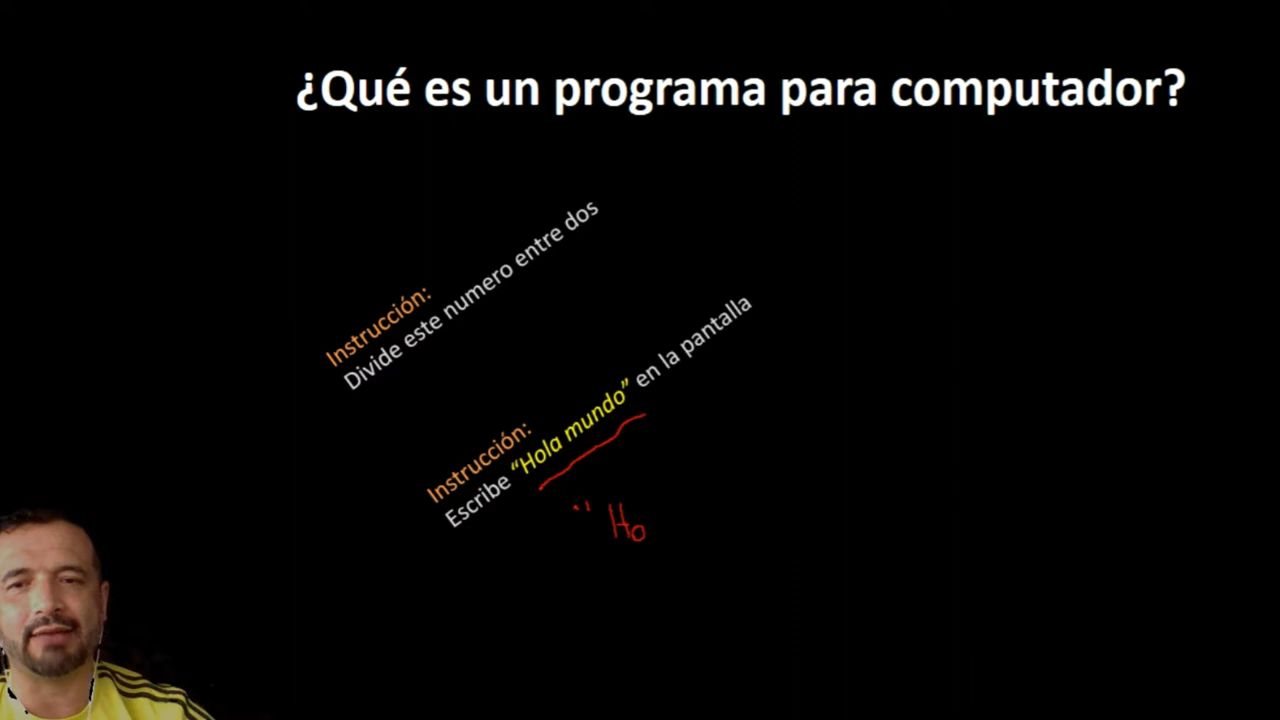 ¿Qué es un programa para computador?
Instrucción:
Divide este numero entre dos
Instrucción:
Escribe “Hola mundo” en la pantalla
" Ho